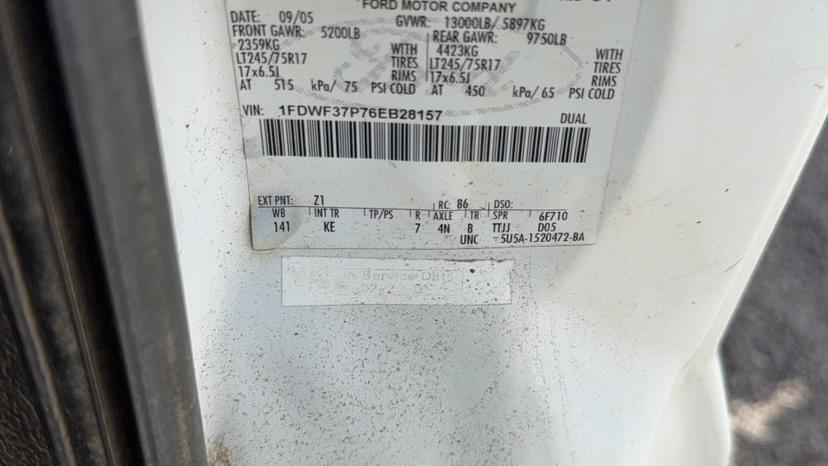 FORD MOTOR COMPANY
DATE: 09/05 GVWR: 13000LB/ 5897KG
FRONT GAWR: 5200LB REAR GAWR: 9750LB
2359KG WITH 4423KG WITH
LT245/75R17 TIRES LT245/75R17 TIRES
17x6.5J RIMS 17x6.5J RIMS
AT 515 kPa/ 75 PSI COLD AT 450 kPa/ 65 PSI COLD
VIN: 1FDWF37P76EB28157
DUAL
EXT PNT: Z1 RC: 86 DSO:
WB INT TR TP/PS R AXLE TR SPR 6F710
141 KE 7 4N B TTJJ D05
UNC 5U5A-1520472-BA
In Service Date